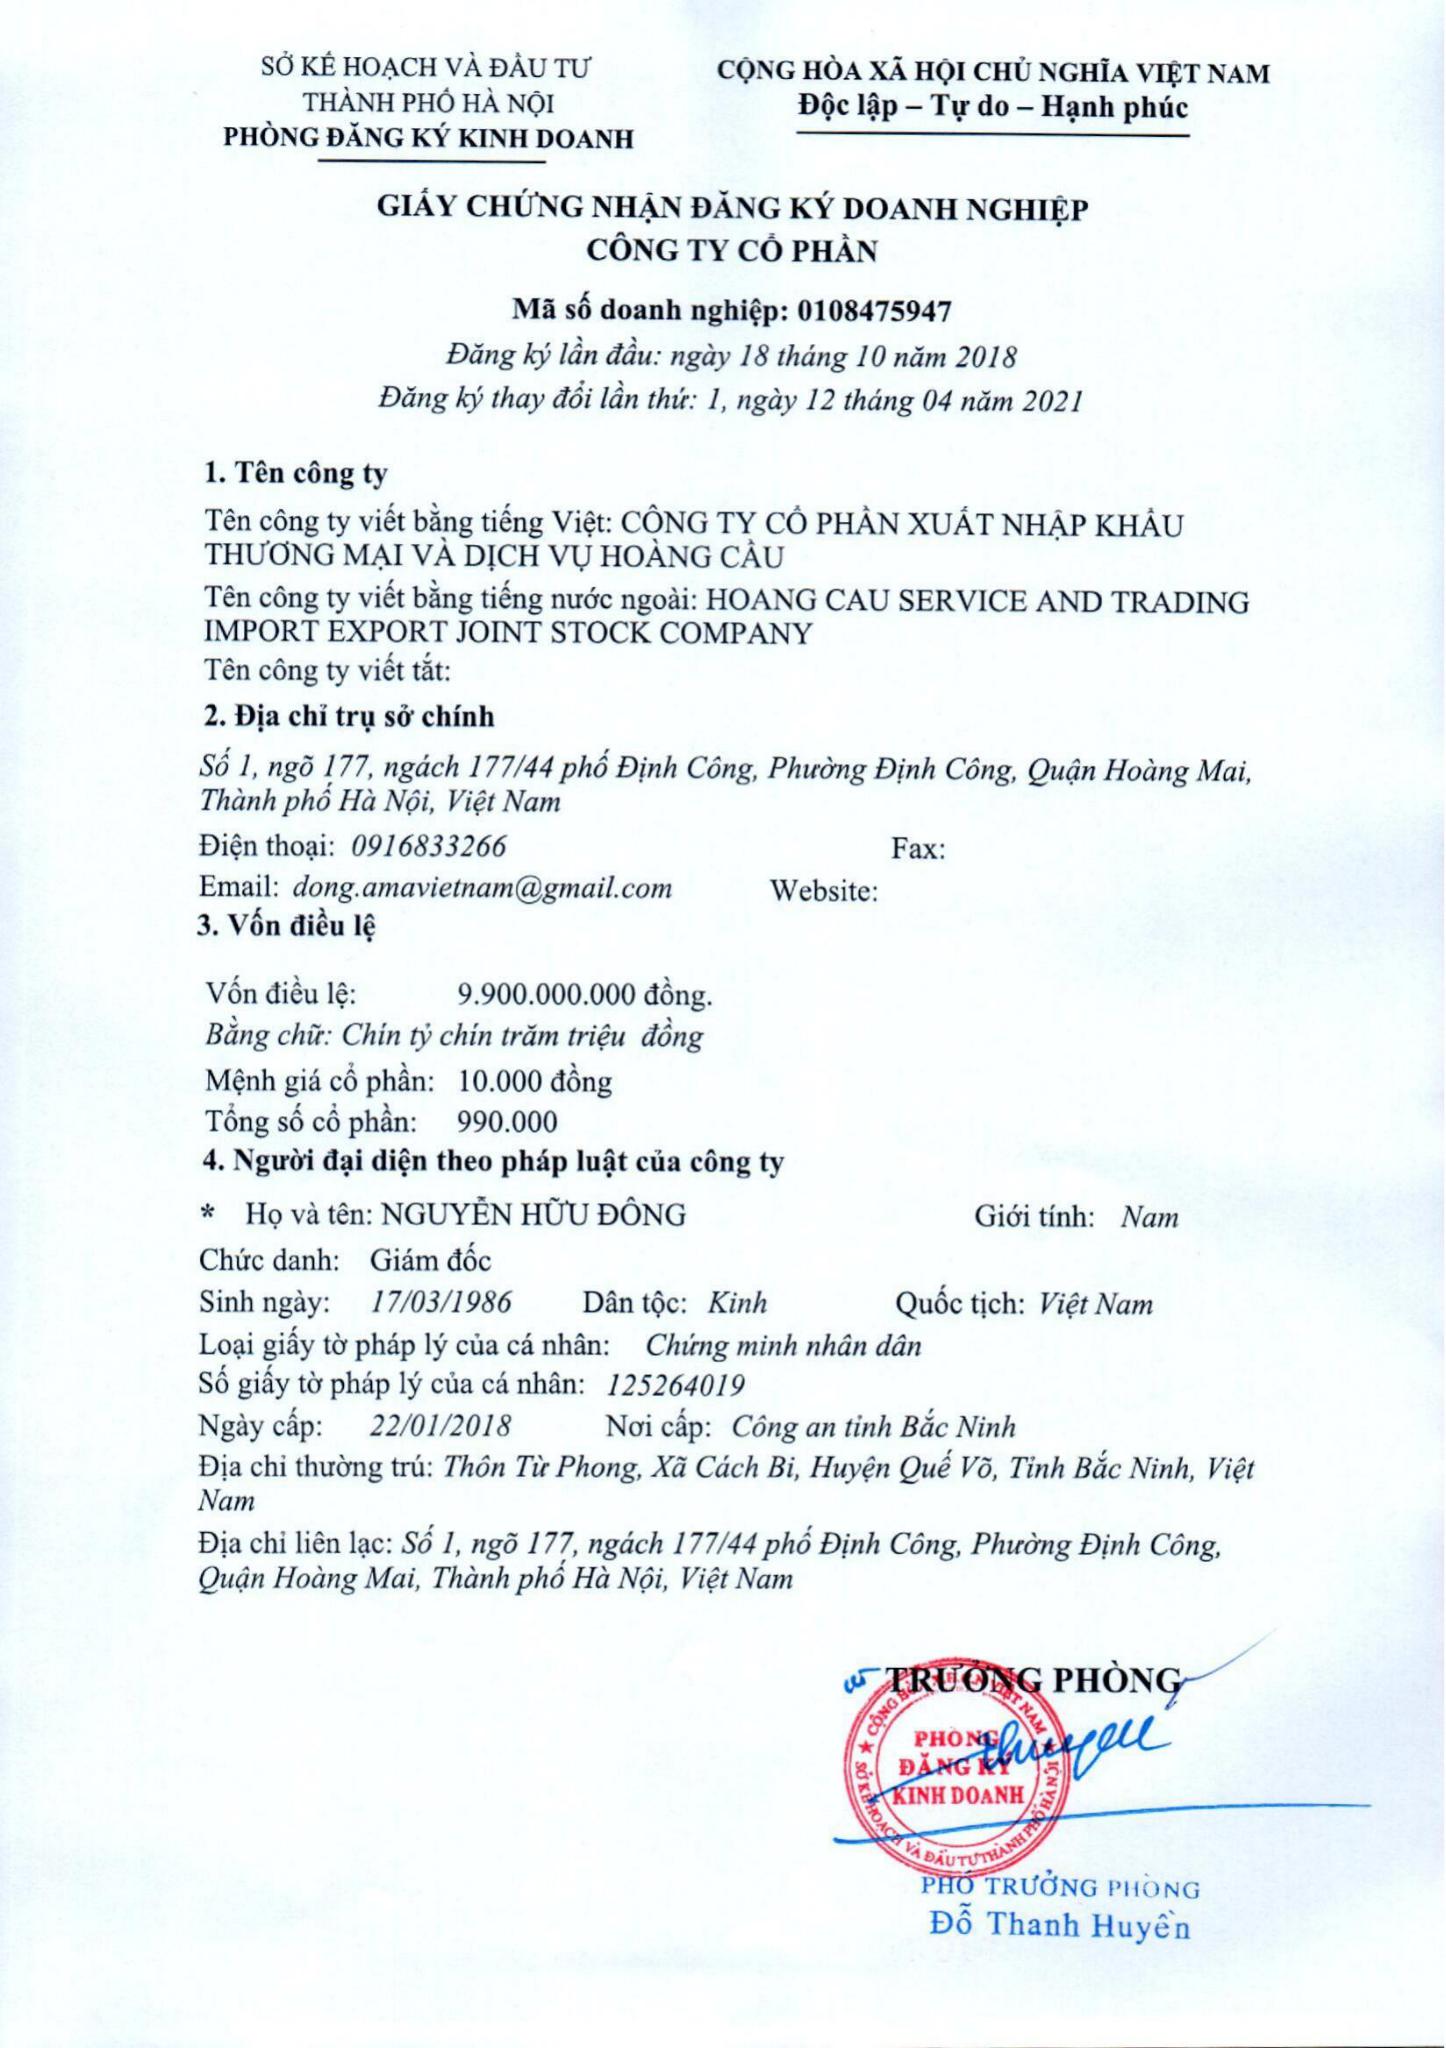 SỞ KẾ HOẠCH VÀ ĐẦU TƯ
THÀNH PHỐ HÀ NỘI
PHÒNG ĐĂNG KÝ KINH DOANH
CỘNG HÒA XÃ HỘI CHỦ NGHĨA VIỆT NAM
Độc lập – Tự do – Hạnh phúc
GIẤY CHỨNG NHẬN ĐĂNG KÝ DOANH NGHIỆP
CÔNG TY CỔ PHẦN
Mã số doanh nghiệp: 0108475947
Đăng ký lần đầu: ngày 18 tháng 10 năm 2018
Đăng ký thay đổi lần thứ: 1, ngày 12 tháng 04 năm 2021
1. Tên công ty
Tên công ty viết bằng tiếng Việt: CÔNG TY CỔ PHẦN XUẤT NHẬP KHẨU
THƯƠNG MẠI VÀ DỊCH VỤ HOÀNG CẦU
Tên công ty viết bằng tiếng nước ngoài: HOANG CAU SERVICE AND TRADING
IMPORT EXPORT JOINT STOCK COMPANY
Tên công ty viết tắt:
2. Địa chỉ trụ sở chính
Số 1, ngõ 177, ngách 177/44 phố Định Công, Phường Định Công, Quận Hoàng Mai,
Thành phố Hà Nội, Việt Nam
Điện thoại: 0916833266 Fax:
Email: dong.amavietnam@gmail.com Website:
3. Vốn điều lệ
Vốn điều lệ: 9.900.000.000 đồng.
Bằng chữ: Chín tỷ chín trăm triệu đồng
Mệnh giá cổ phần: 10.000 đồng
Tổng số cổ phần: 990.000
4. Người đại diện theo pháp luật của công ty
* Họ và tên: NGUYỄN HỮU ĐÔNG Giới tính: Nam
Chức danh: Giám đốc
Sinh ngày: 17/03/1986 Dân tộc: Kinh Quốc tịch: Việt Nam
Loại giấy tờ pháp lý của cá nhân: Chứng minh nhân dân
Số giấy tờ pháp lý của cá nhân: 125264019
Ngày cấp: 22/01/2018 Nơi cấp: Công an tỉnh Bắc Ninh
Địa chỉ thường trú: Thôn Từ Phong, Xã Cách Bi, Huyện Quế Võ, Tỉnh Bắc Ninh, Việt
Nam
Địa chỉ liên lạc: Số 1, ngõ 177, ngách 177/44 phố Định Công, Phường Định Công,
Quận Hoàng Mai, Thành phố Hà Nội, Việt Nam
TRƯỞNG PHÒNG
CỘNG HÒA X.H.C.N VIỆT NAM
PHÒNG
ĐĂNG KÝ
KINH DOANH
SỞ KẾ HOẠCH VÀ ĐẦU TƯ THÀNH PHỐ HÀ NỘI
PHÓ TRƯỞNG PHÒNG
Đỗ Thanh Huyền